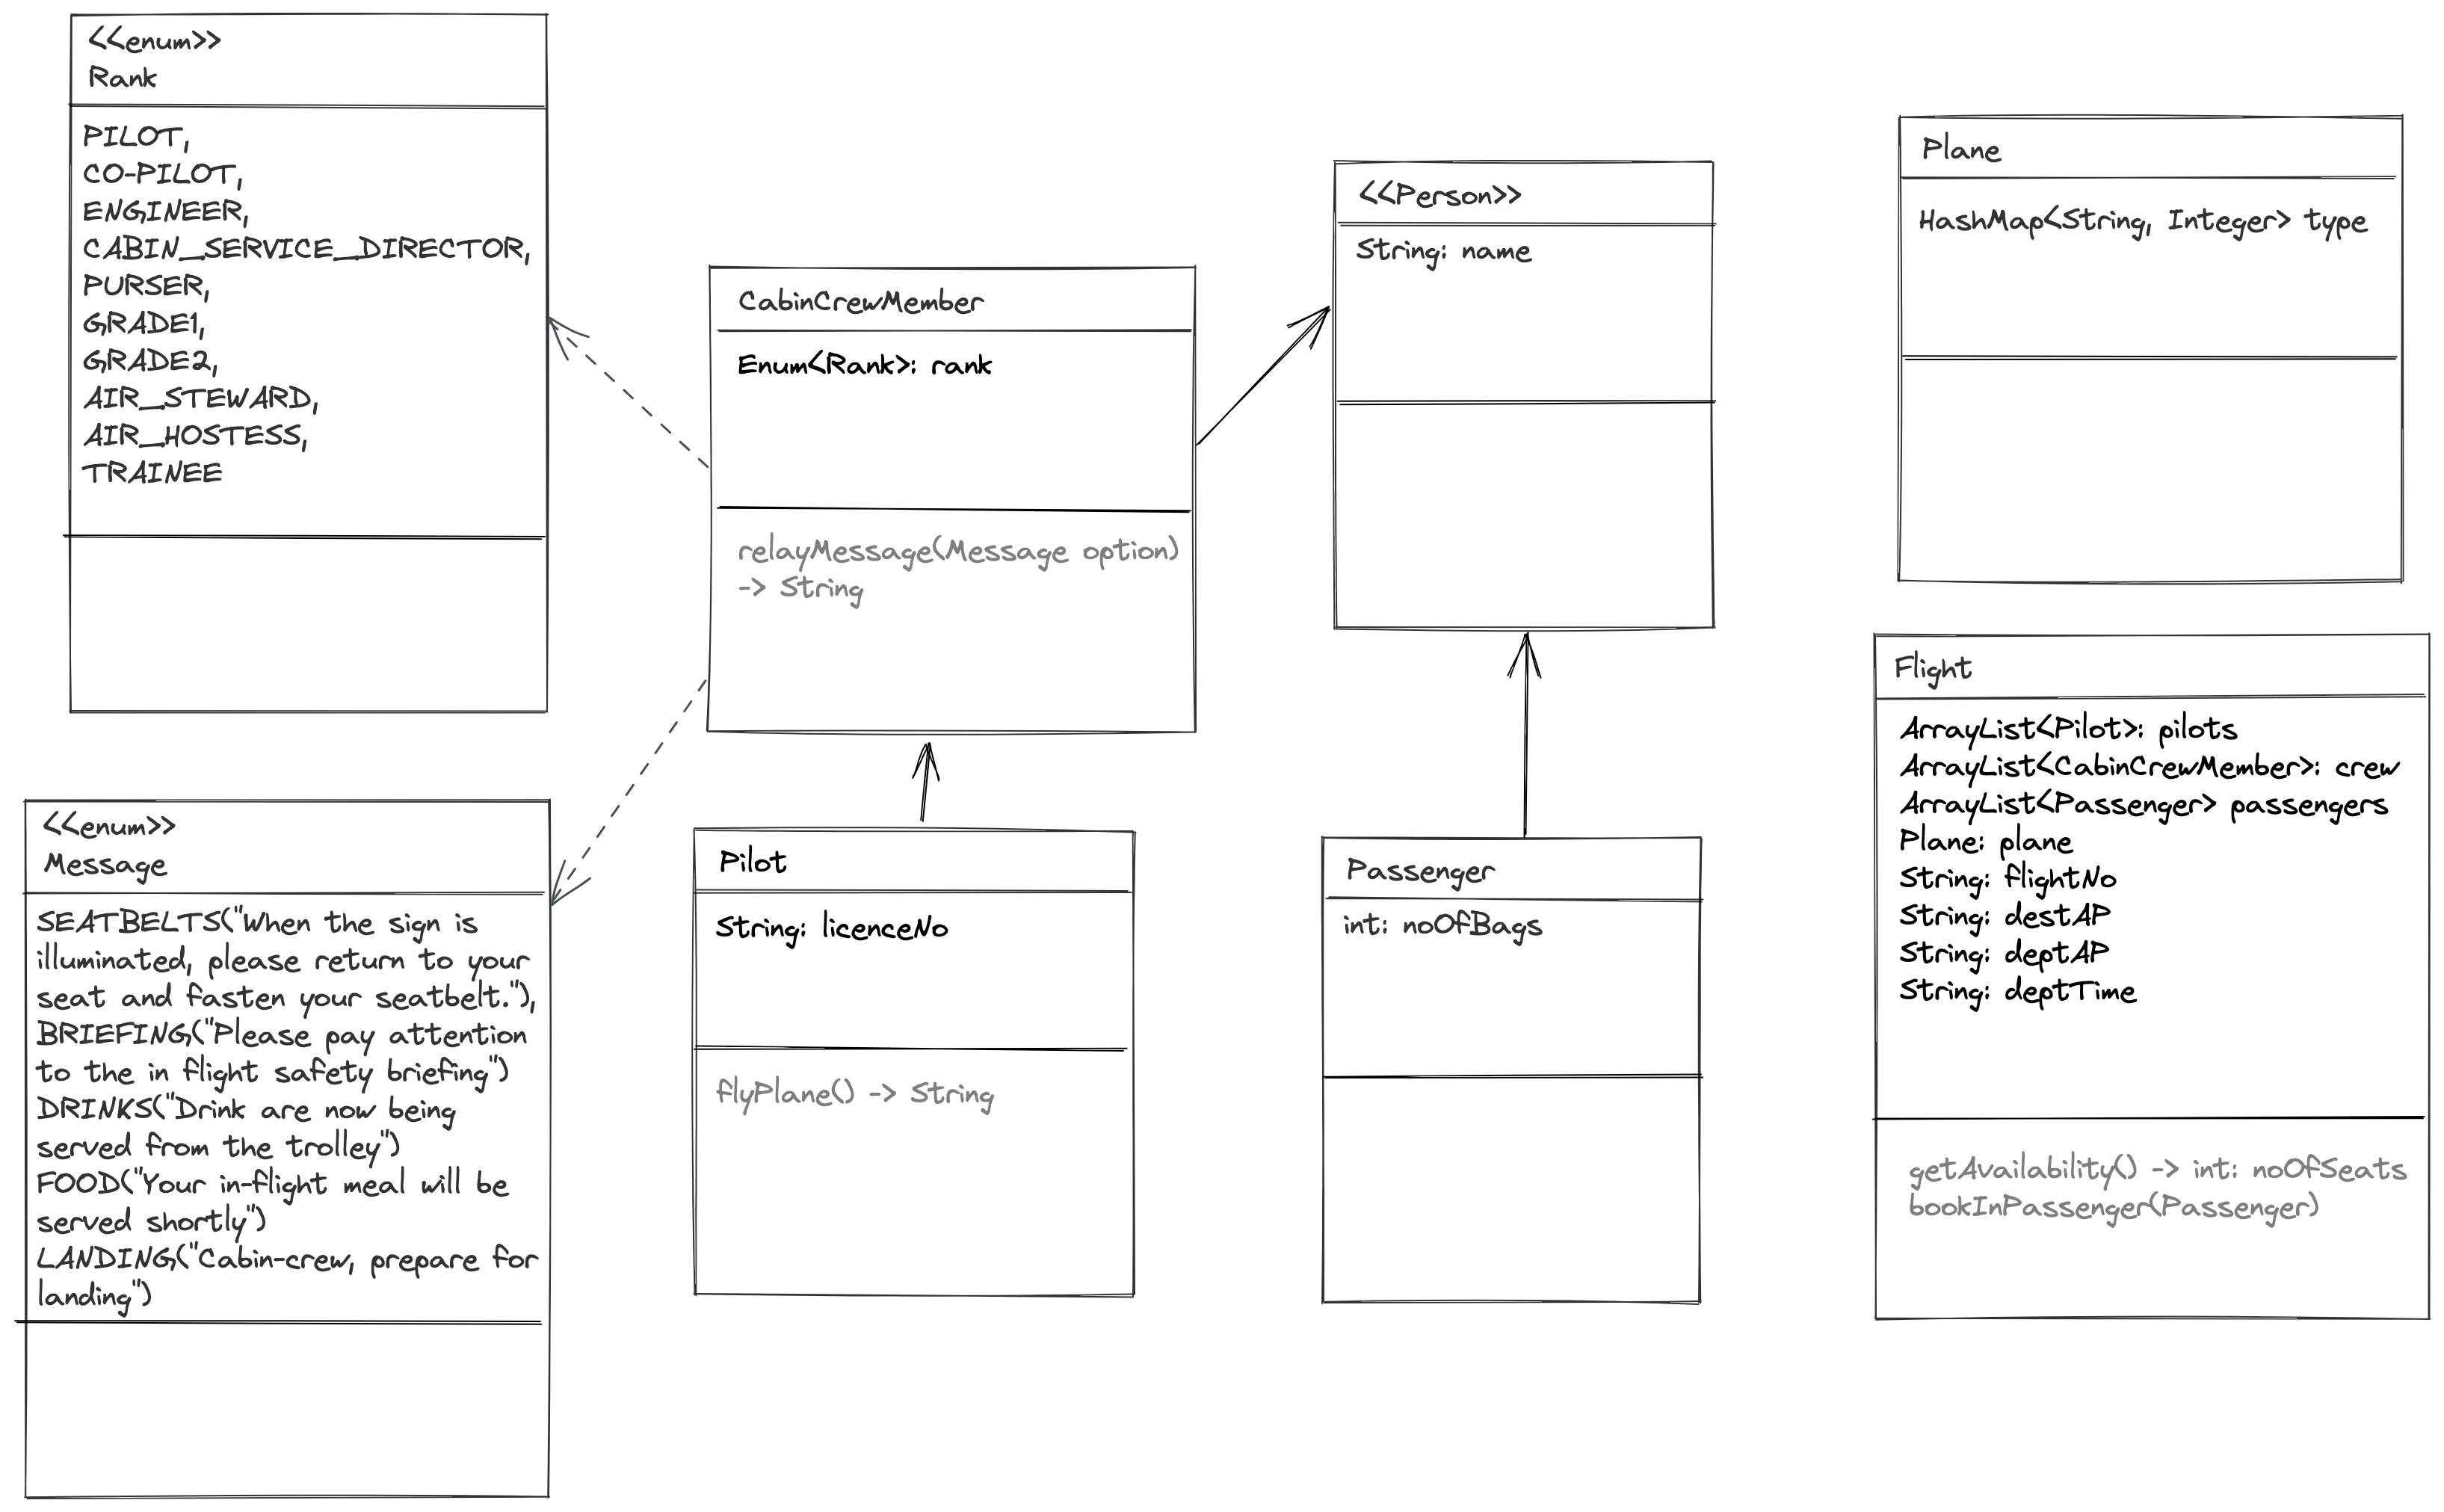 <<enum>>
Rank
PILOT,
CO-PILOT,
ENGINEER,
CABIN_SERVICE_DIRECTOR,
PURSER,
GRADE1,
GRADE2,
AIR_STEWARD,
AIR_HOSTESS,
TRAINEE
<<enum>>
Message
SEATBELTS("When the sign is
illuminated, please return to your
seat and fasten your seatbelt."),
BRIEFING("Please pay attention
to the in flight safety briefing")
DRINKS("Drink are now being
served from the trolley")
FOOD("Your in-flight meal will be
served shortly")
LANDING("Cabin-crew, prepare for
landing")
CabinCrewMember
Enum<Rank>: rank
relayMessage(Message option)
-> String
Pilot
String: licenceNo
flyPlane() -> String
<<Person>>
String: name
Passenger
int: noOfBags
Plane
HashMap<String, Integer> type
Flight
ArrayList<Pilot>: pilots
ArrayList<CabinCrewMember>: crew
ArrayList<Passenger> passengers
Plane: plane
String: flightNo
String: destAP
String: deptAP
String: deptTime
getAvailability() -> int: noOfSeats
bookInPassenger(Passenger)